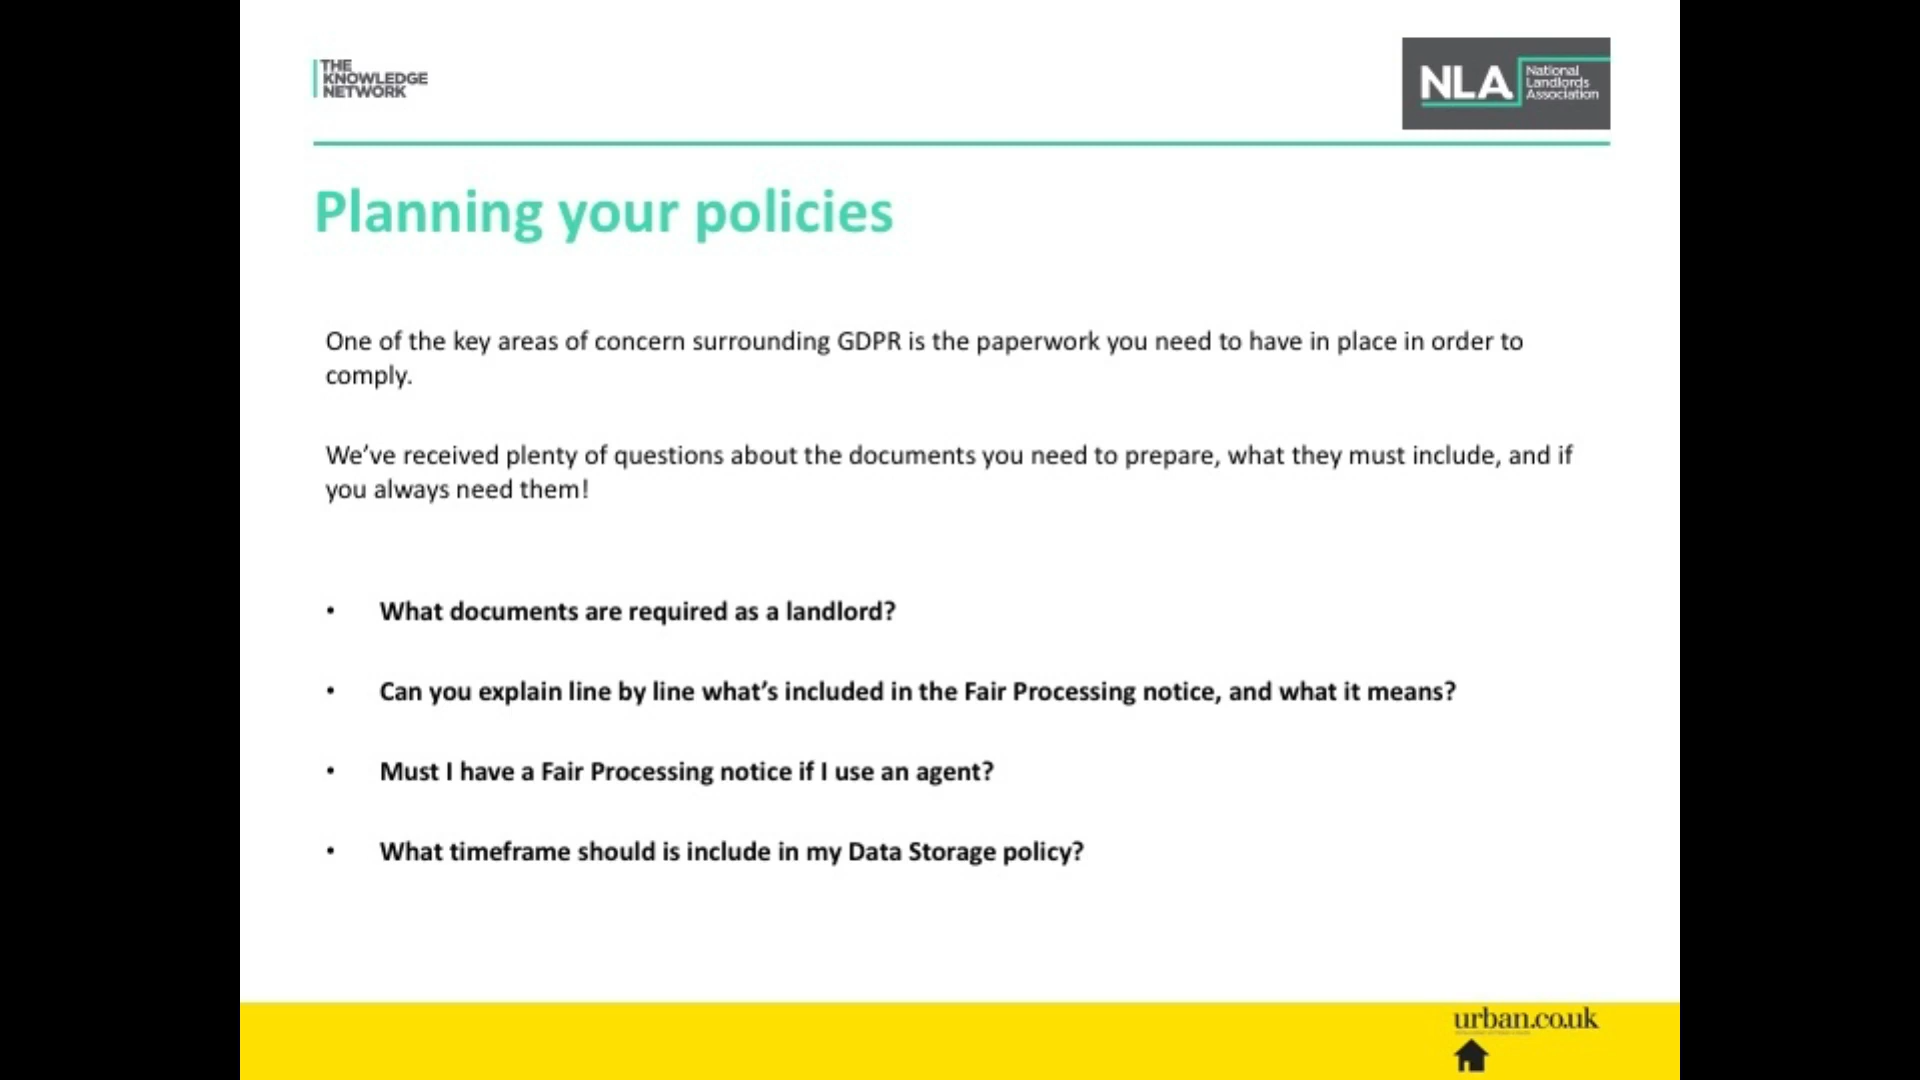 THE
KNOWLEDGE
NETWORK
NLA
National
Landlords
Association
Planning your policies
One of the key areas of concern surrounding GDPR is the paperwork you need to have in place in order to
comply.
We’ve received plenty of questions about the documents you need to prepare, what they must include, and if
you always need them!
• What documents are required as a landlord?
• Can you explain line by line what’s included in the Fair Processing notice, and what it means?
• Must I have a Fair Processing notice if I use an agent?
• What timeframe should is include in my Data Storage policy?
urban.co.uk